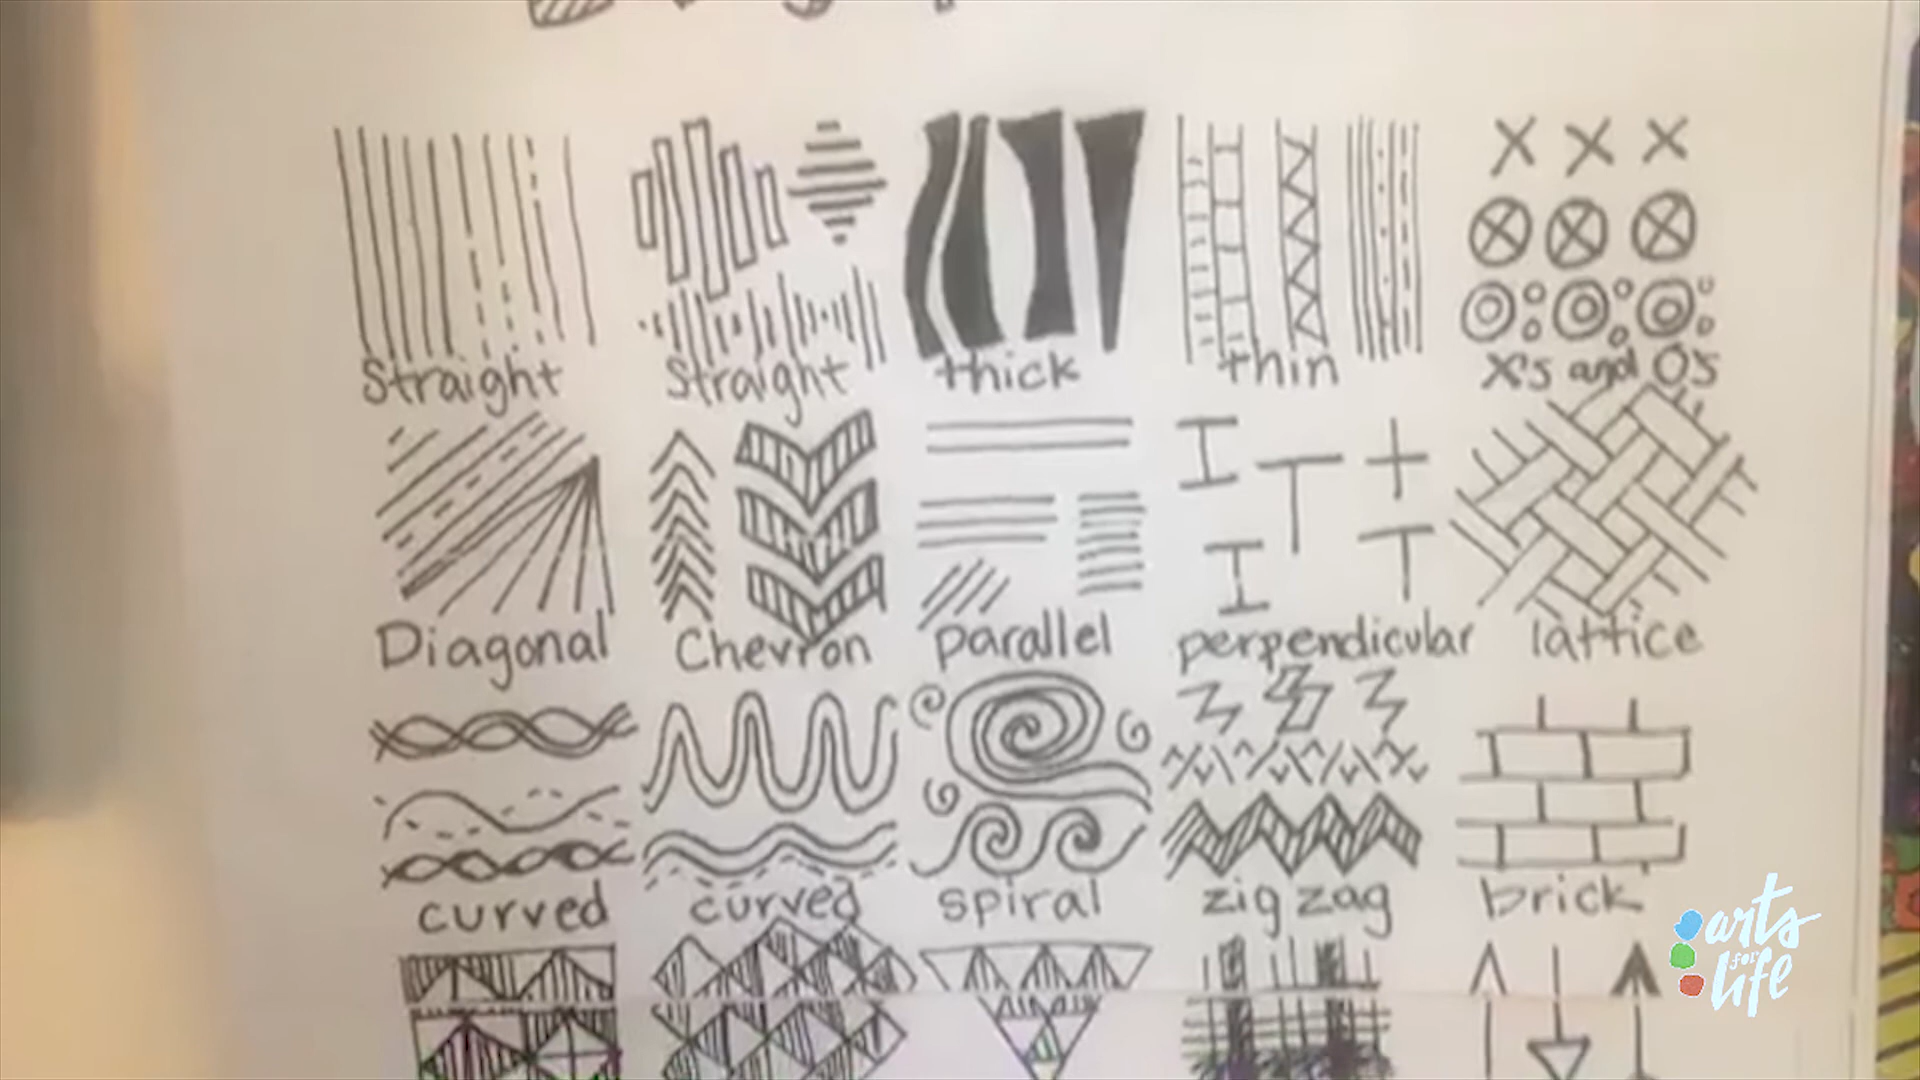 Straight Straight thick thin X's and O's
Diagonal Chevron parallel perpendicular lattice
curved curved spiral zig zag brick
arts
for
life